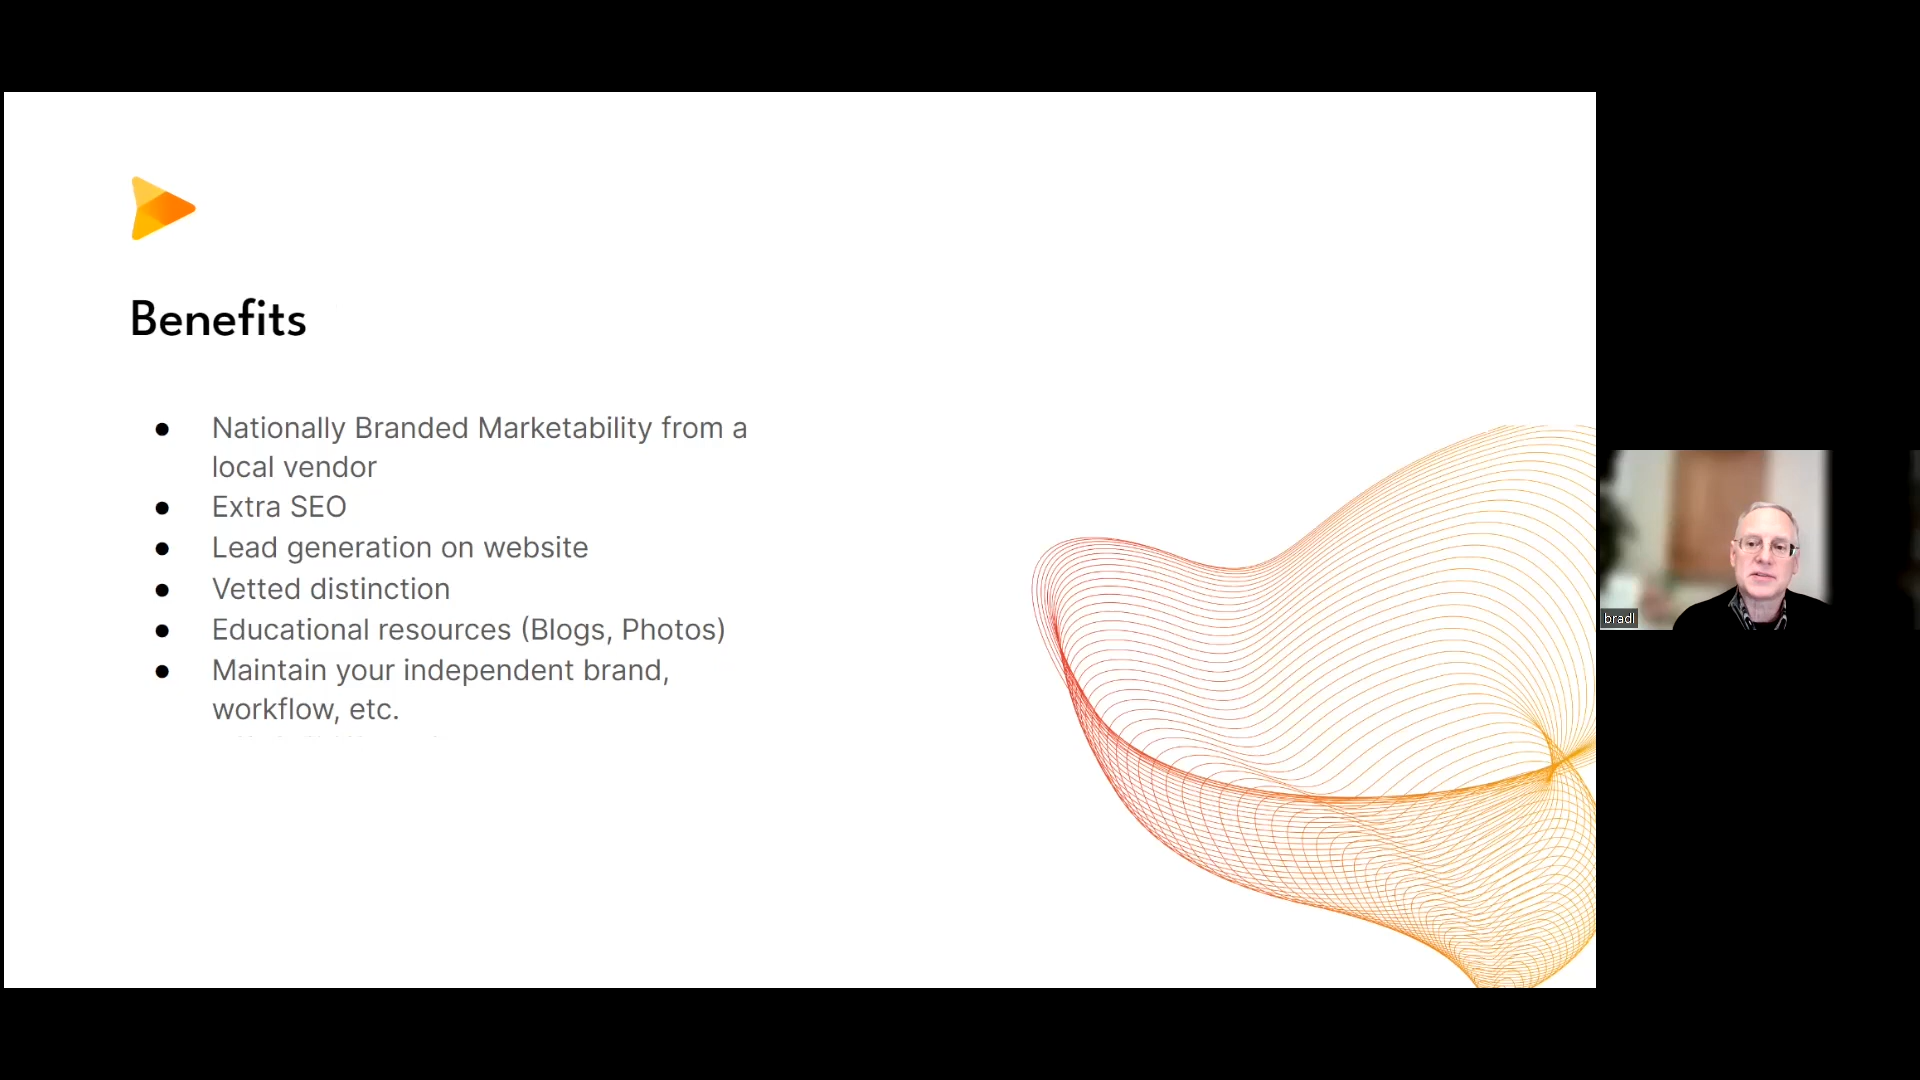 Benefits
● Nationally Branded Marketability from a
local vendor
● Extra SEO
● Lead generation on website
● Vetted distinction
● Educational resources (Blogs, Photos)
● Maintain your independent brand,
workflow, etc.
bradl